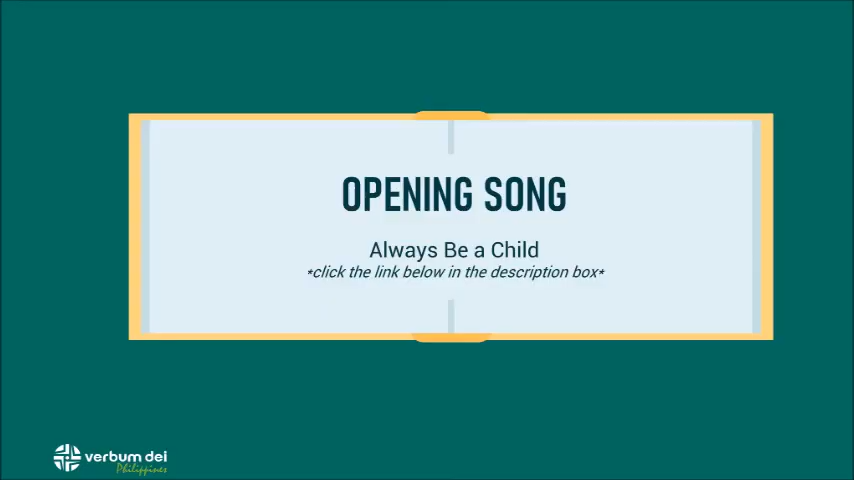 OPENING SONG
Always Be a Child
*click the link below in the description box*
verbum dei
Philippines